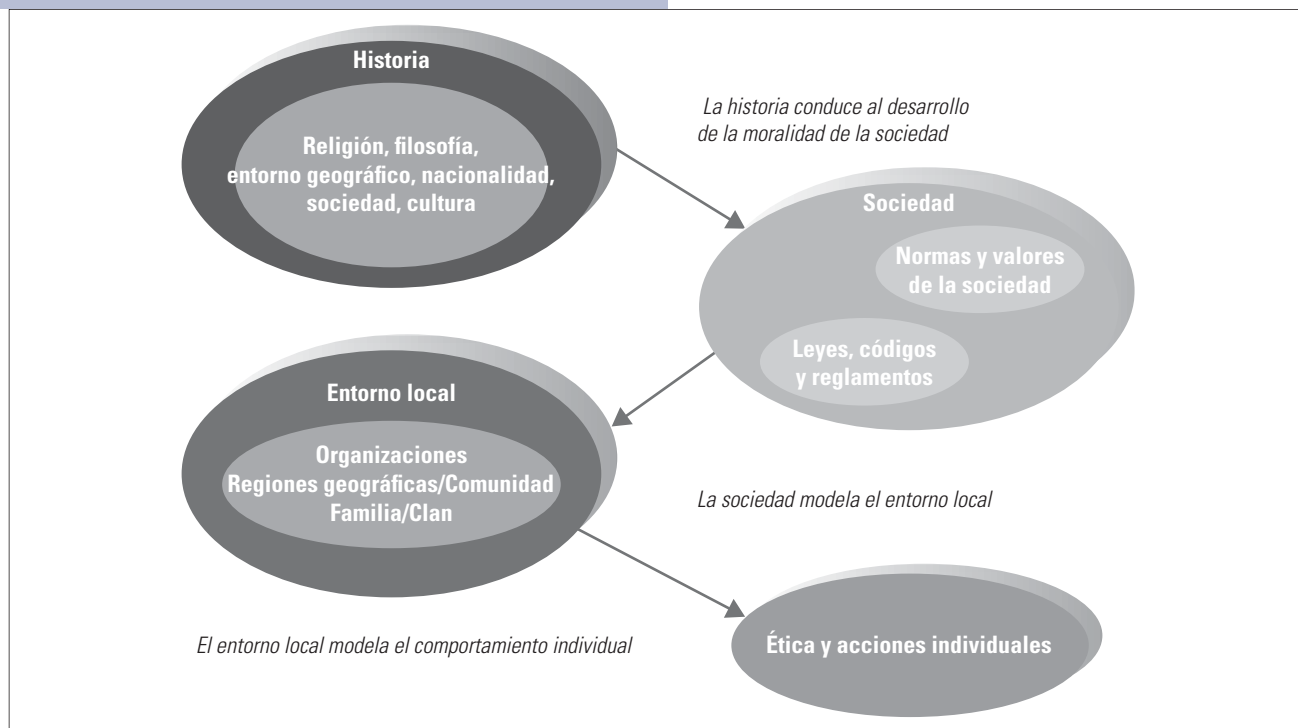 Historia
Religión, filosofía,
entorno geográfico, nacionalidad,
sociedad, cultura
La historia conduce al desarrollo
de la moralidad de la sociedad
Sociedad
Normas y valores
de la sociedad
Leyes, códigos
y reglamentos
Entorno local
Organizaciones
Regiones geográficas/Comunidad
Familia/Clan
La sociedad modela el entorno local
El entorno local modela el comportamiento individual
Ética y acciones individuales